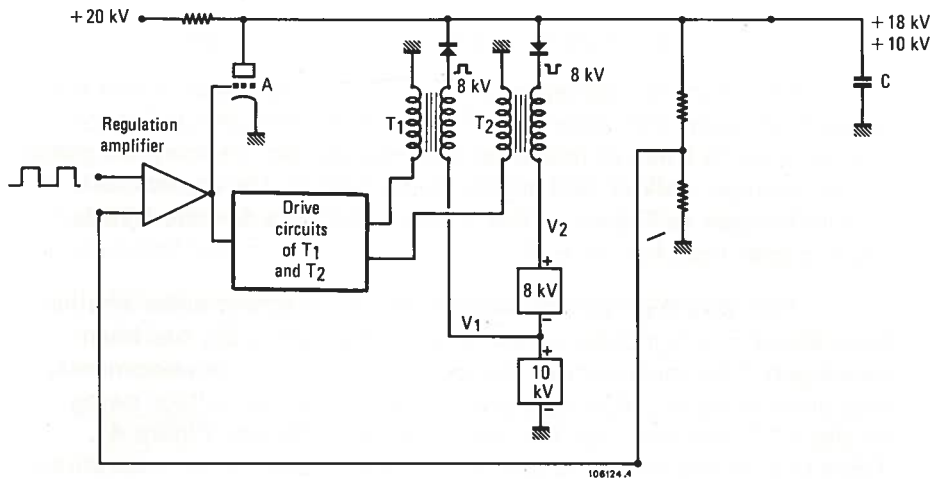 +20 kV
+18 kV
+10 kV
A
8 kV
8 kV
C
T1
T2
Regulation
amplifier
Drive
circuits
of T1
and T2
V2
+
8 kV
-
V1
+
10
kV
-
106124.4